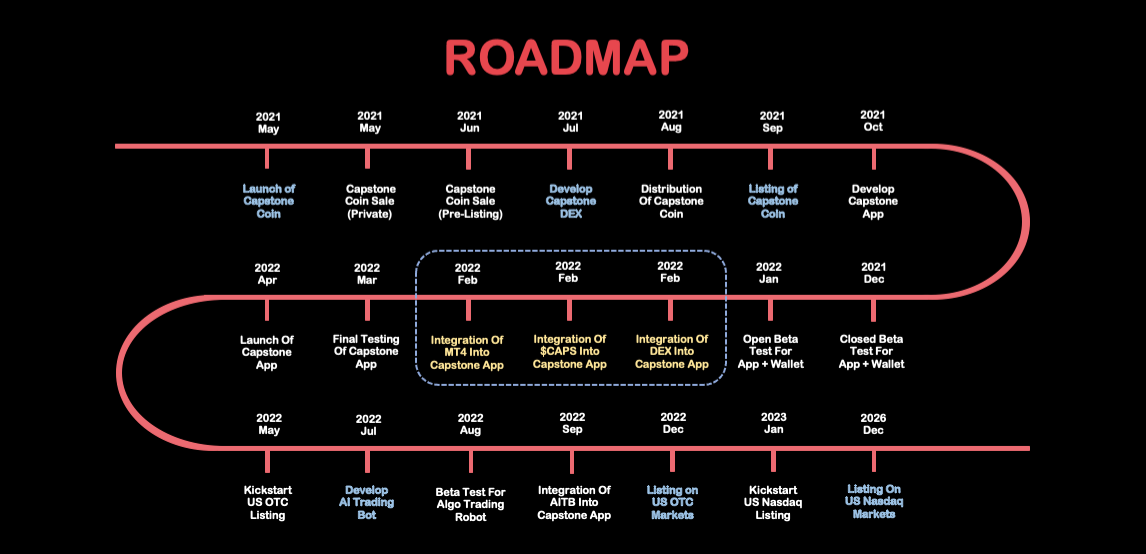 ROADMAP
2021
May
Launch of
Capstone
Coin
2021
May
Capstone
Coin Sale
(Private)
2021
Jun
Capstone
Coin Sale
(Pre-Listing)
2021
Jul
Develop
Capstone
DEX
2021
Aug
Distribution
Of Capstone
Coin
2021
Sep
Listing of
Capstone
Coin
2021
Oct
Develop
Capstone
App
2022
Apr
Launch Of
Capstone
App
2022
Mar
Final Testing
Of Capstone
App
2022
Feb
Integration Of
MT4 Into
Capstone App
2022
Feb
Integration Of
$CAPS Into
Capstone App
2022
Feb
Integration Of
DEX Into
Capstone App
2022
Jan
Open Beta
Test For
App + Wallet
2021
Dec
Closed Beta
Test For
App + Wallet
2022
May
Kickstart
US OTC
Listing
2022
Jul
Develop
AI Trading
Bot
2022
Aug
Beta Test For
Algo Trading
Robot
2022
Sep
Integration Of
AITB Into
Capstone App
2022
Dec
Listing on
US OTC
Markets
2023
Jan
Kickstart
US Nasdaq
Listing
2026
Dec
Listing On
US Nasdaq
Markets